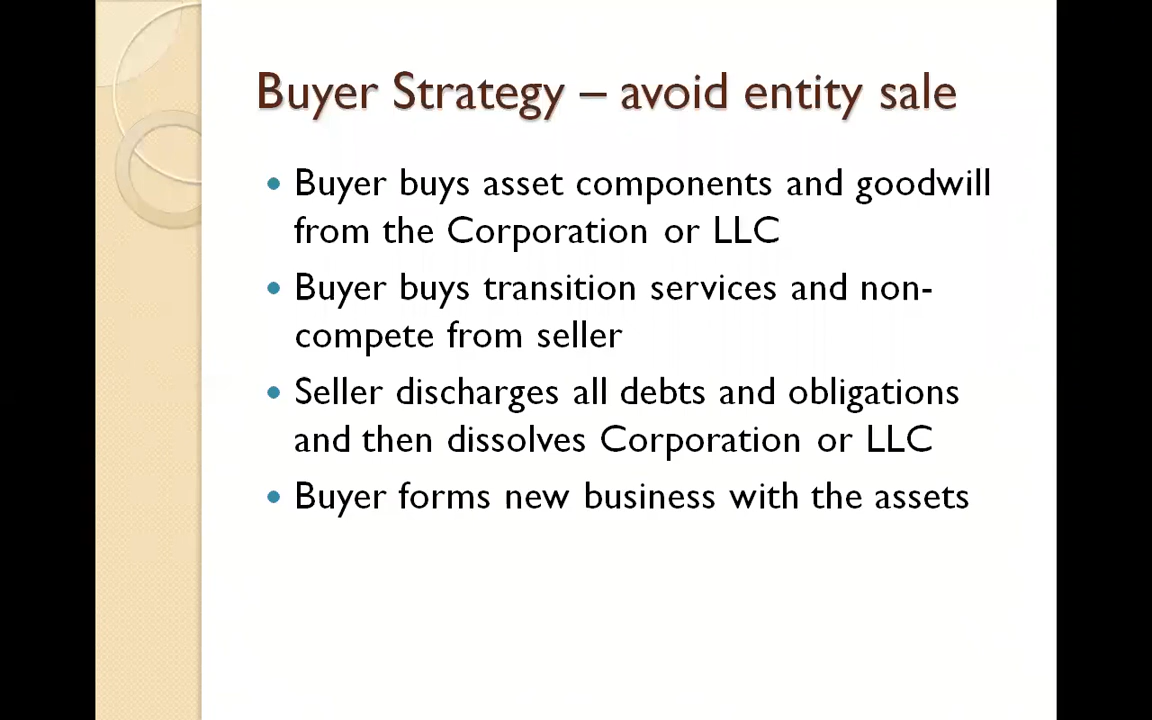 Buyer Strategy – avoid entity sale
• Buyer buys asset components and goodwill
from the Corporation or LLC
• Buyer buys transition services and non-
compete from seller
• Seller discharges all debts and obligations
and then dissolves Corporation or LLC
• Buyer forms new business with the assets